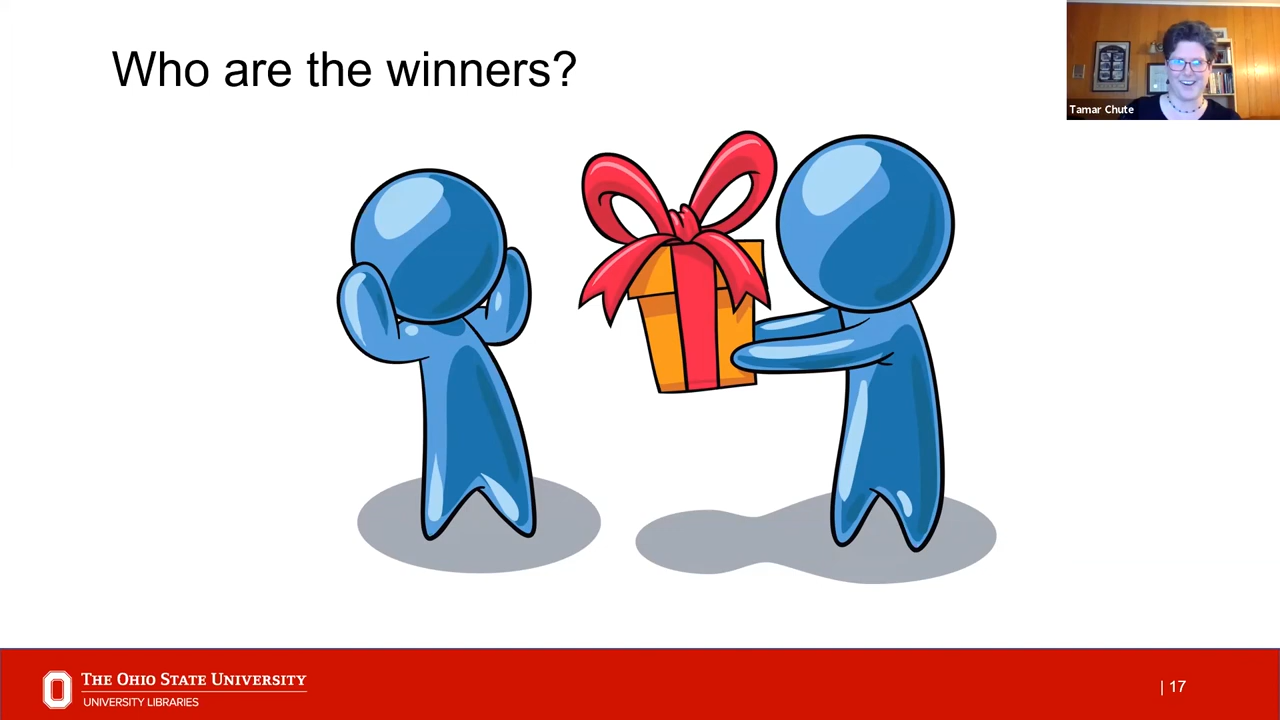 Who are the winners?
Tamar Chute
THE OHIO STATE UNIVERSITY
UNIVERSITY LIBRARIES
| 17